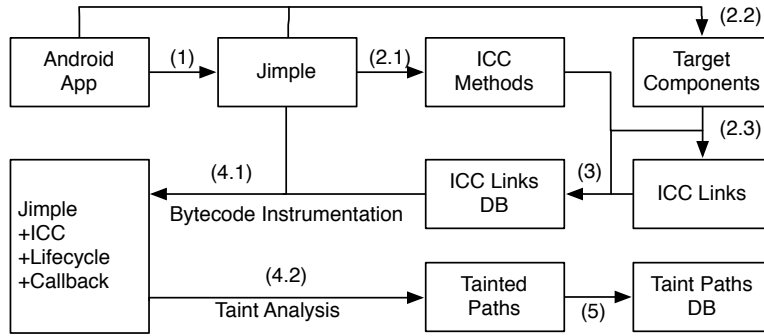 (2.2)
Android
App
(1)
Jimple
(2.1)
ICC
Methods
Target
Components
(2.3)
Jimple
+ICC
+Lifecycle
+Callback
(4.1)
Bytecode Instrumentation
ICC Links
DB
(3)
ICC Links
(4.2)
Taint Analysis
Tainted
Paths
(5)
Taint Paths
DB